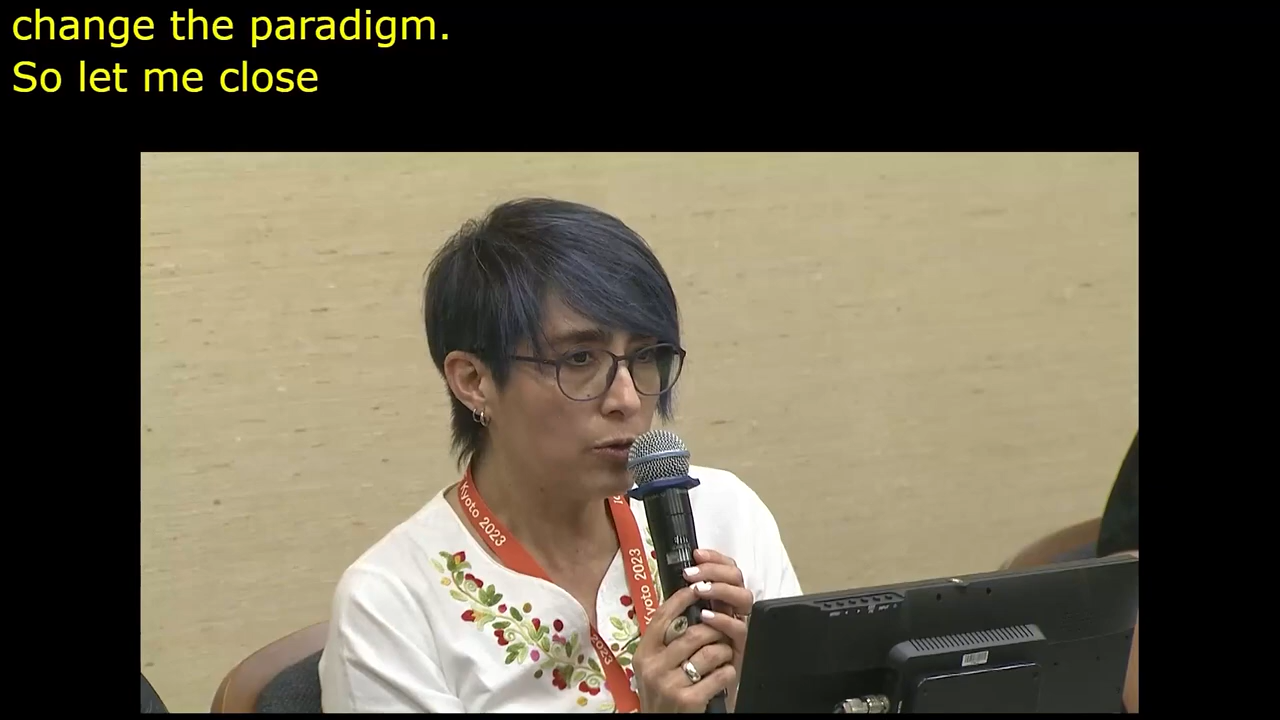 change the paradigm.
So let me close
Kyoto 2023
Kyoto 2023
2023